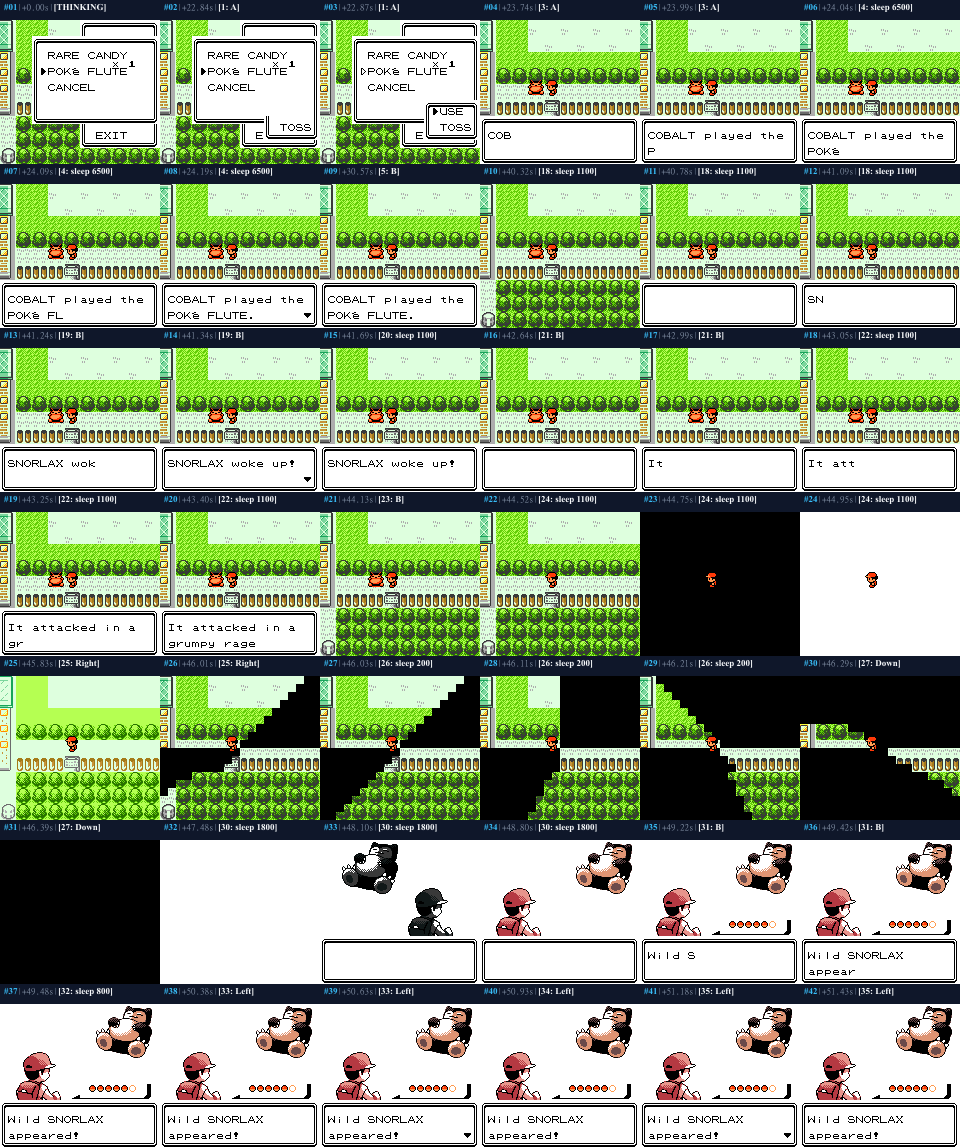 #01|+0.00s|[THINKING] #02|+22.84s|[1: A] #03|+22.87s|[1: A] #04|+23.74s|[3: A] #05|+23.99s|[3: A] #06|+24.04s|[4: sleep 6500]
RARE CANDY
POKé FLUTE
× 1
CANCEL
EXIT
RARE CANDY
POKé FLUTE
× 1
CANCEL
TOSS
E
RARE CANDY
POKé FLUTE
× 1
CANCEL
USE
TOSS
E
COB
COBALT played the
P
COBALT played the
POKé
#07|+24.09s|[4: sleep 6500] #08|+24.19s|[4: sleep 6500] #09|+30.57s|[5: B] #10|+40.32s|[18: sleep 1100] #11|+40.78s|[18: sleep 1100] #12|+41.09s|[18: sleep 1100]
COBALT played the
POKé FL
COBALT played the
POKé FLUTE.
COBALT played the
POKé FLUTE.
SN
#13|+41.24s|[19: B] #14|+41.34s|[19: B] #15|+41.69s|[20: sleep 1100] #16|+42.64s|[21: B] #17|+42.99s|[21: B] #18|+43.05s|[22: sleep 1100]
SNORLAX wok
SNORLAX woke up!
SNORLAX woke up!
It
It att
#19|+43.25s|[22: sleep 1100] #20|+43.40s|[22: sleep 1100] #21|+44.13s|[23: B] #22|+44.52s|[24: sleep 1100] #23|+44.75s|[24: sleep 1100] #24|+44.95s|[24: sleep 1100]
It attacked in a
gr
It attacked in a
grumpy rage
#25|+45.83s|[25: Right] #26|+46.01s|[25: Right] #27|+46.03s|[26: sleep 200] #28|+46.11s|[26: sleep 200] #29|+46.21s|[26: sleep 200] #30|+46.29s|[27: Down]
#31|+46.39s|[27: Down] #32|+47.48s|[30: sleep 1800] #33|+48.10s|[30: sleep 1800] #34|+48.80s|[30: sleep 1800] #35|+49.22s|[31: B] #36|+49.42s|[31: B]
Wild S
Wild SNORLAX
appear
#37|+49.48s|[32: sleep 800] #38|+50.38s|[33: Left] #39|+50.63s|[33: Left] #40|+50.93s|[34: Left] #41|+51.18s|[35: Left] #42|+51.43s|[35: Left]
Wild SNORLAX
appeared!
Wild SNORLAX
appeared!
Wild SNORLAX
appeared!
Wild SNORLAX
appeared!
Wild SNORLAX
appeared!
Wild SNORLAX
appeared!